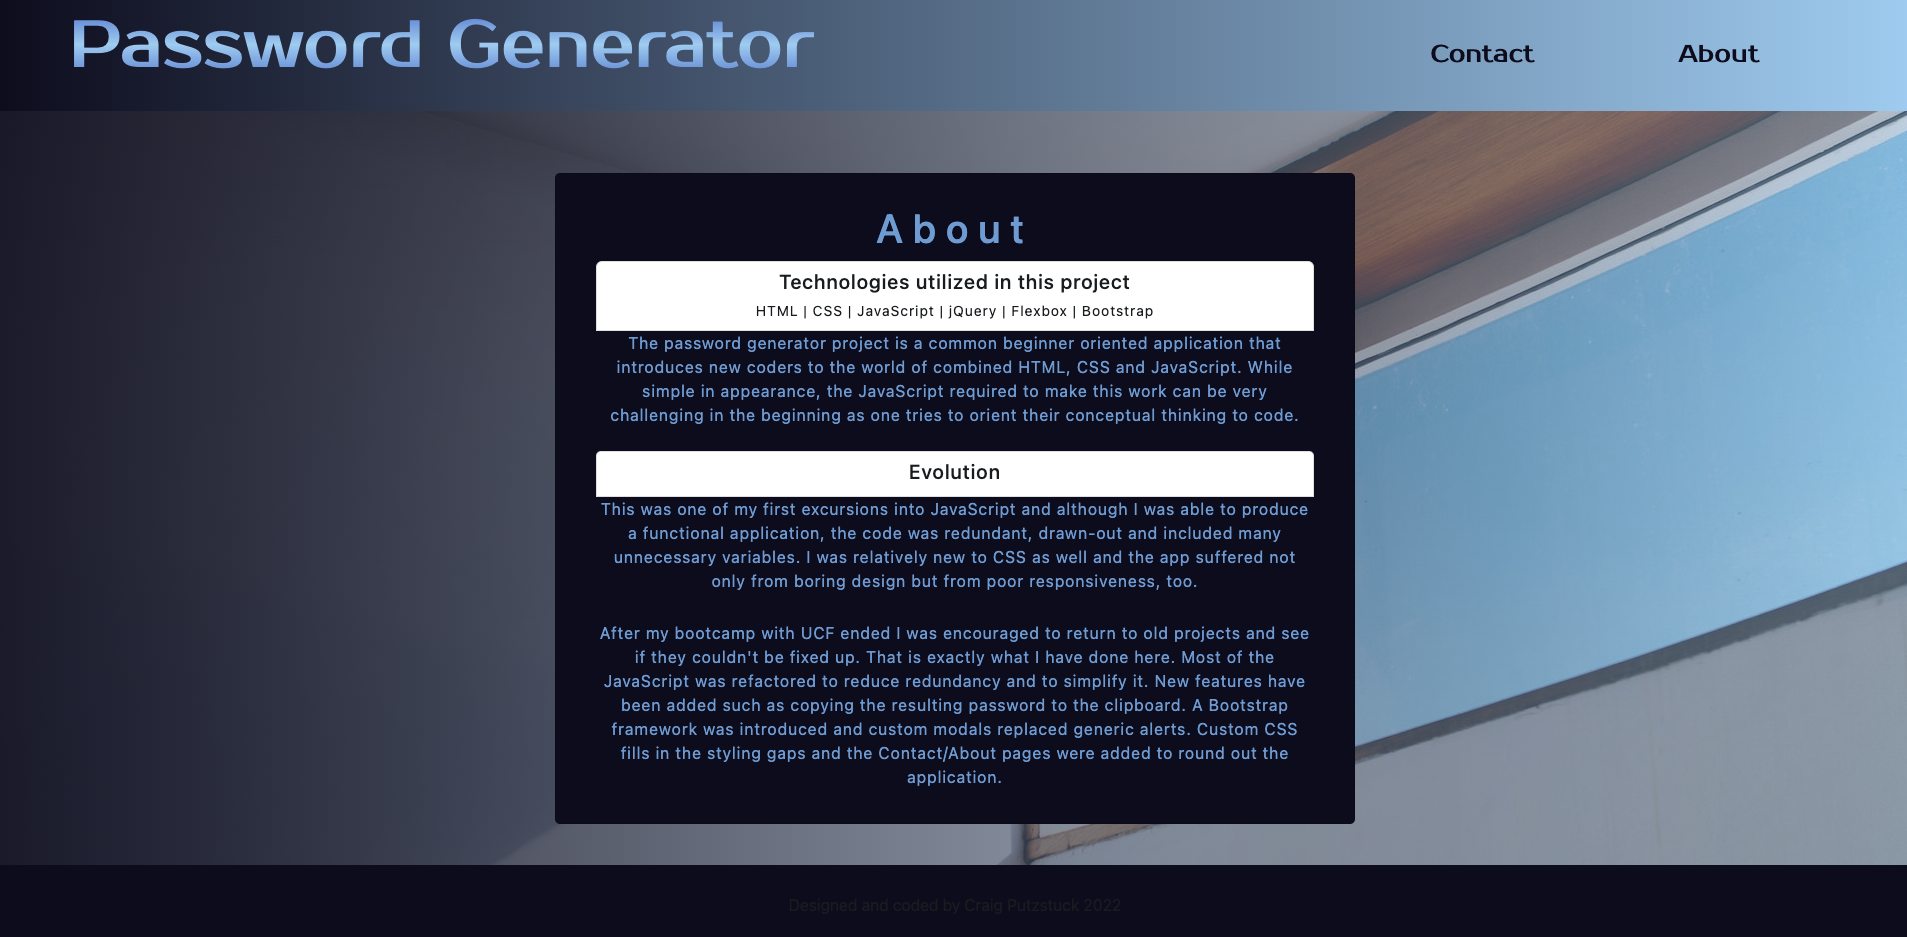 Password Generator
Contact
About
About
Technologies utilized in this project
HTML | CSS | JavaScript | jQuery | Flexbox | Bootstrap
The password generator project is a common beginner oriented application that
introduces new coders to the world of combined HTML, CSS and JavaScript. While
simple in appearance, the JavaScript required to make this work can be very
challenging in the beginning as one tries to orient their conceptual thinking to code.
Evolution
This was one of my first excursions into JavaScript and although I was able to produce
a functional application, the code was redundant, drawn-out and included many
unnecessary variables. I was relatively new to CSS as well and the app suffered not
only from boring design but from poor responsiveness, too.
After my bootcamp with UCF ended I was encouraged to return to old projects and see
if they couldn't be fixed up. That is exactly what I have done here. Most of the
JavaScript was refactored to reduce redundancy and to simplify it. New features have
been added such as copying the resulting password to the clipboard. A Bootstrap
framework was introduced and custom modals replaced generic alerts. Custom CSS
fills in the styling gaps and the Contact/About pages were added to round out the
application.
Designed and coded by Craig Putzstuck 2022